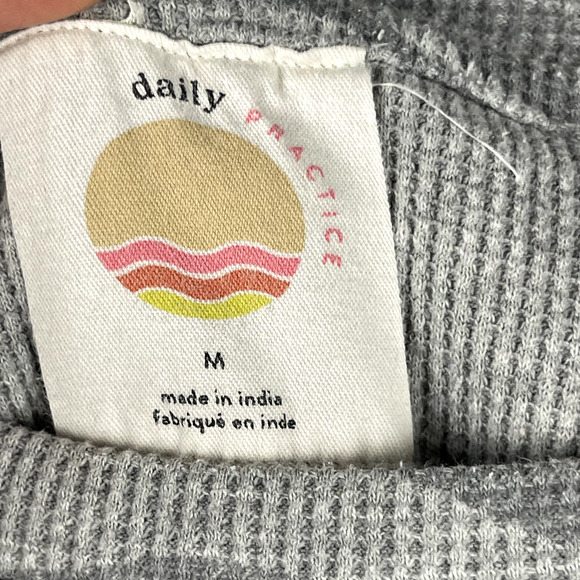 daily PRACTICE
M
made in india
fabriqué en inde